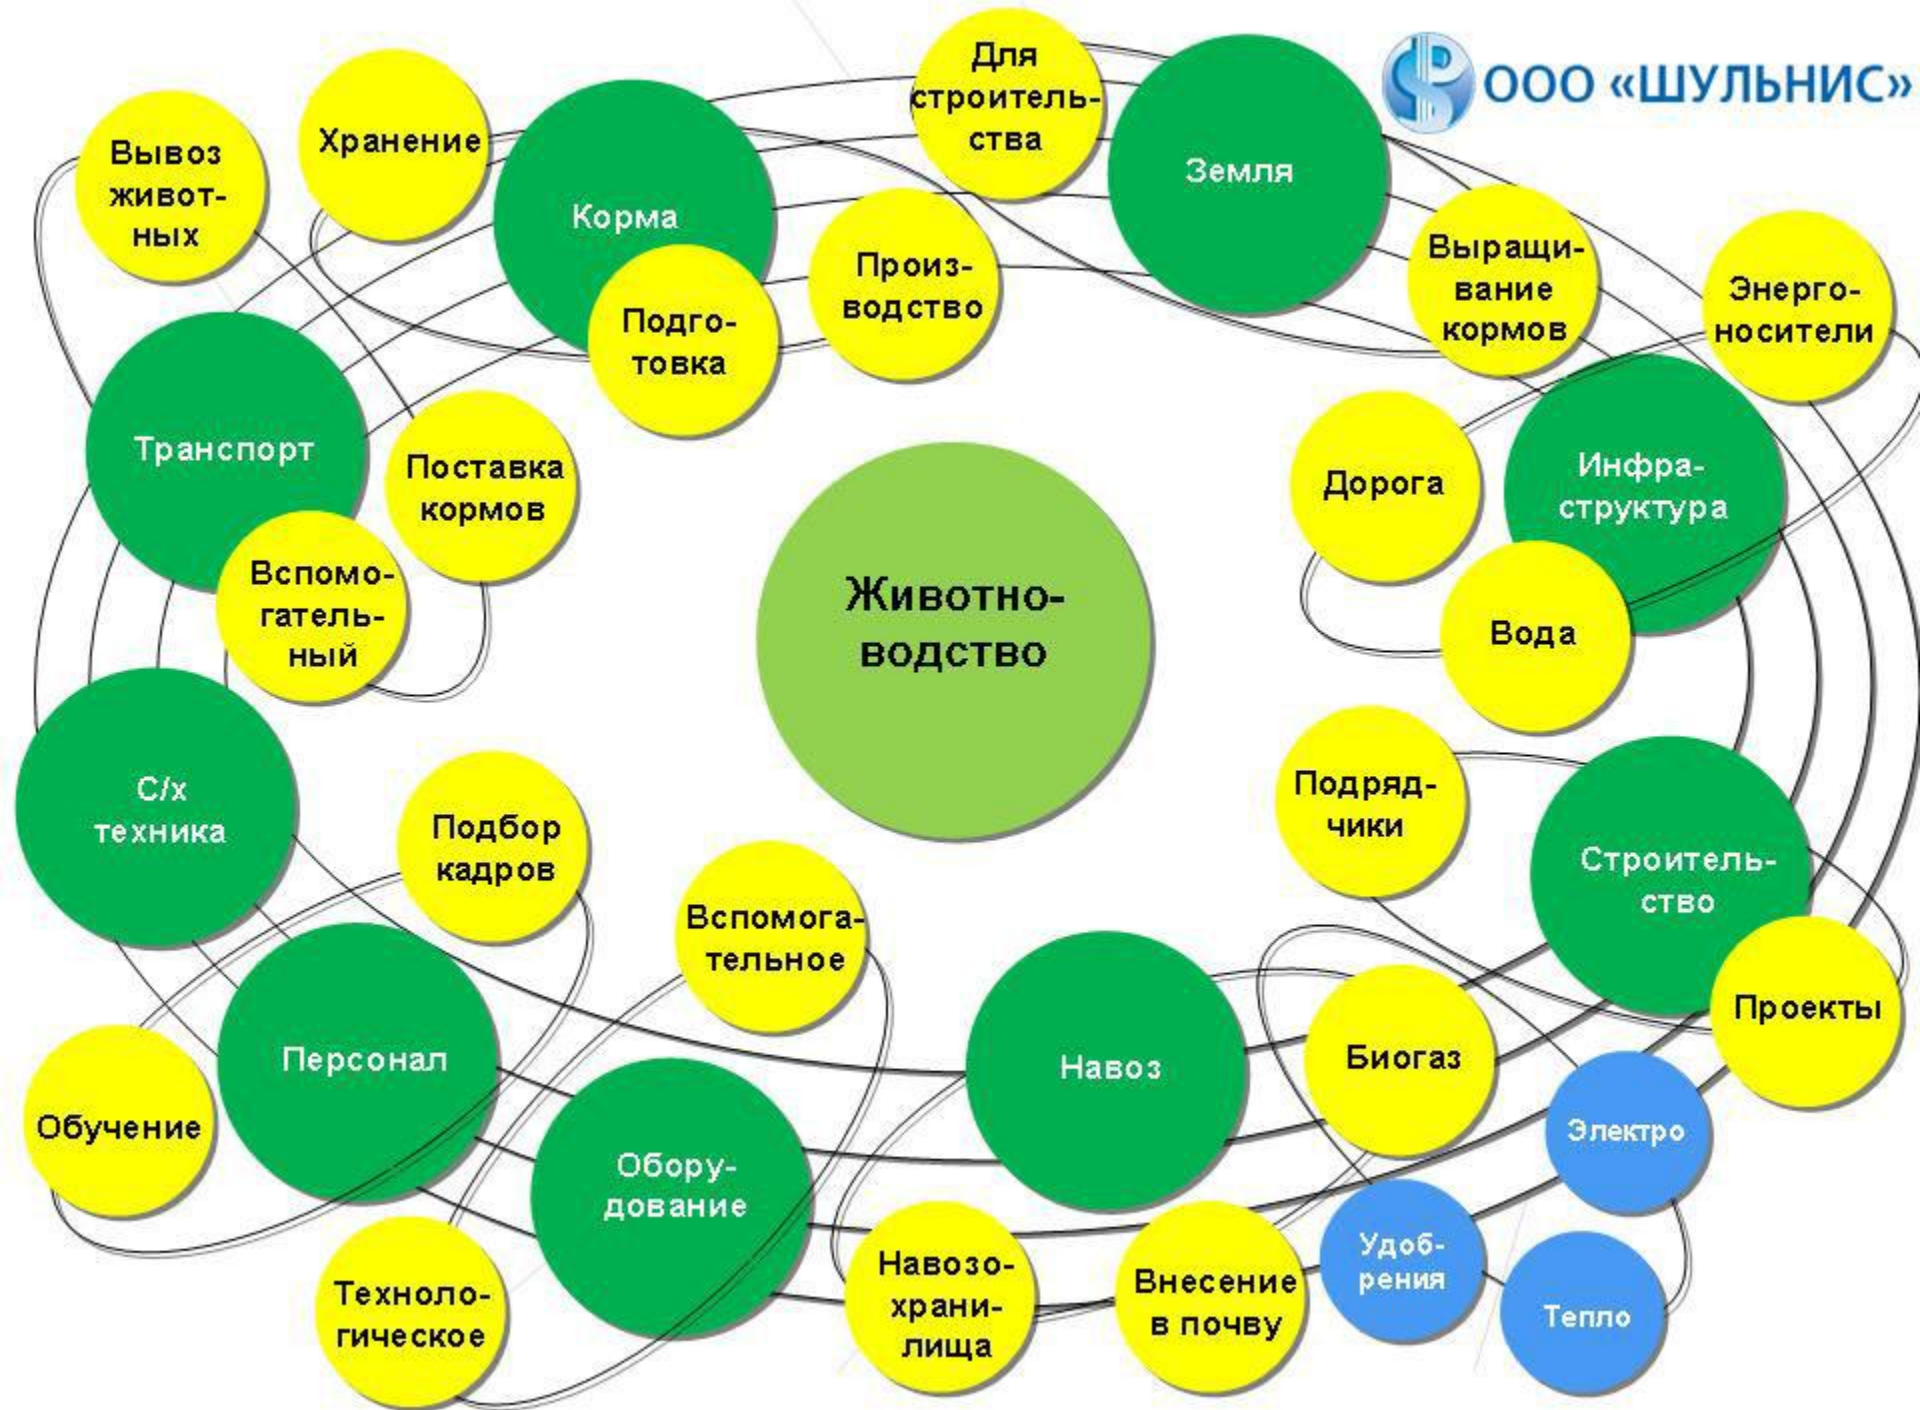 Для
строитель-
ства
ООО «ШУЛЬНИС»
Хранение
Вывоз
живот-
ных
Корма
Земля
Подго-
товка
Произ-
водство
Выращи-
вание
кормов
Энерго-
носители
Транспорт
Поставка
кормов
Вспомо-
гатель-
ный
Дорога
Инфра-
структура
Вода
Животно-
водство
С/х
техника
Подбор
кадров
Вспомога-
тельное
Подряд-
чики
Строитель-
ство
Проекты
Персонал
Обучение
Навоз
Биогаз
Электро
Обору-
дование
Техноло-
гическое
Навозо-
храни-
лища
Внесение
в почву
Удоб-
рения
Тепло